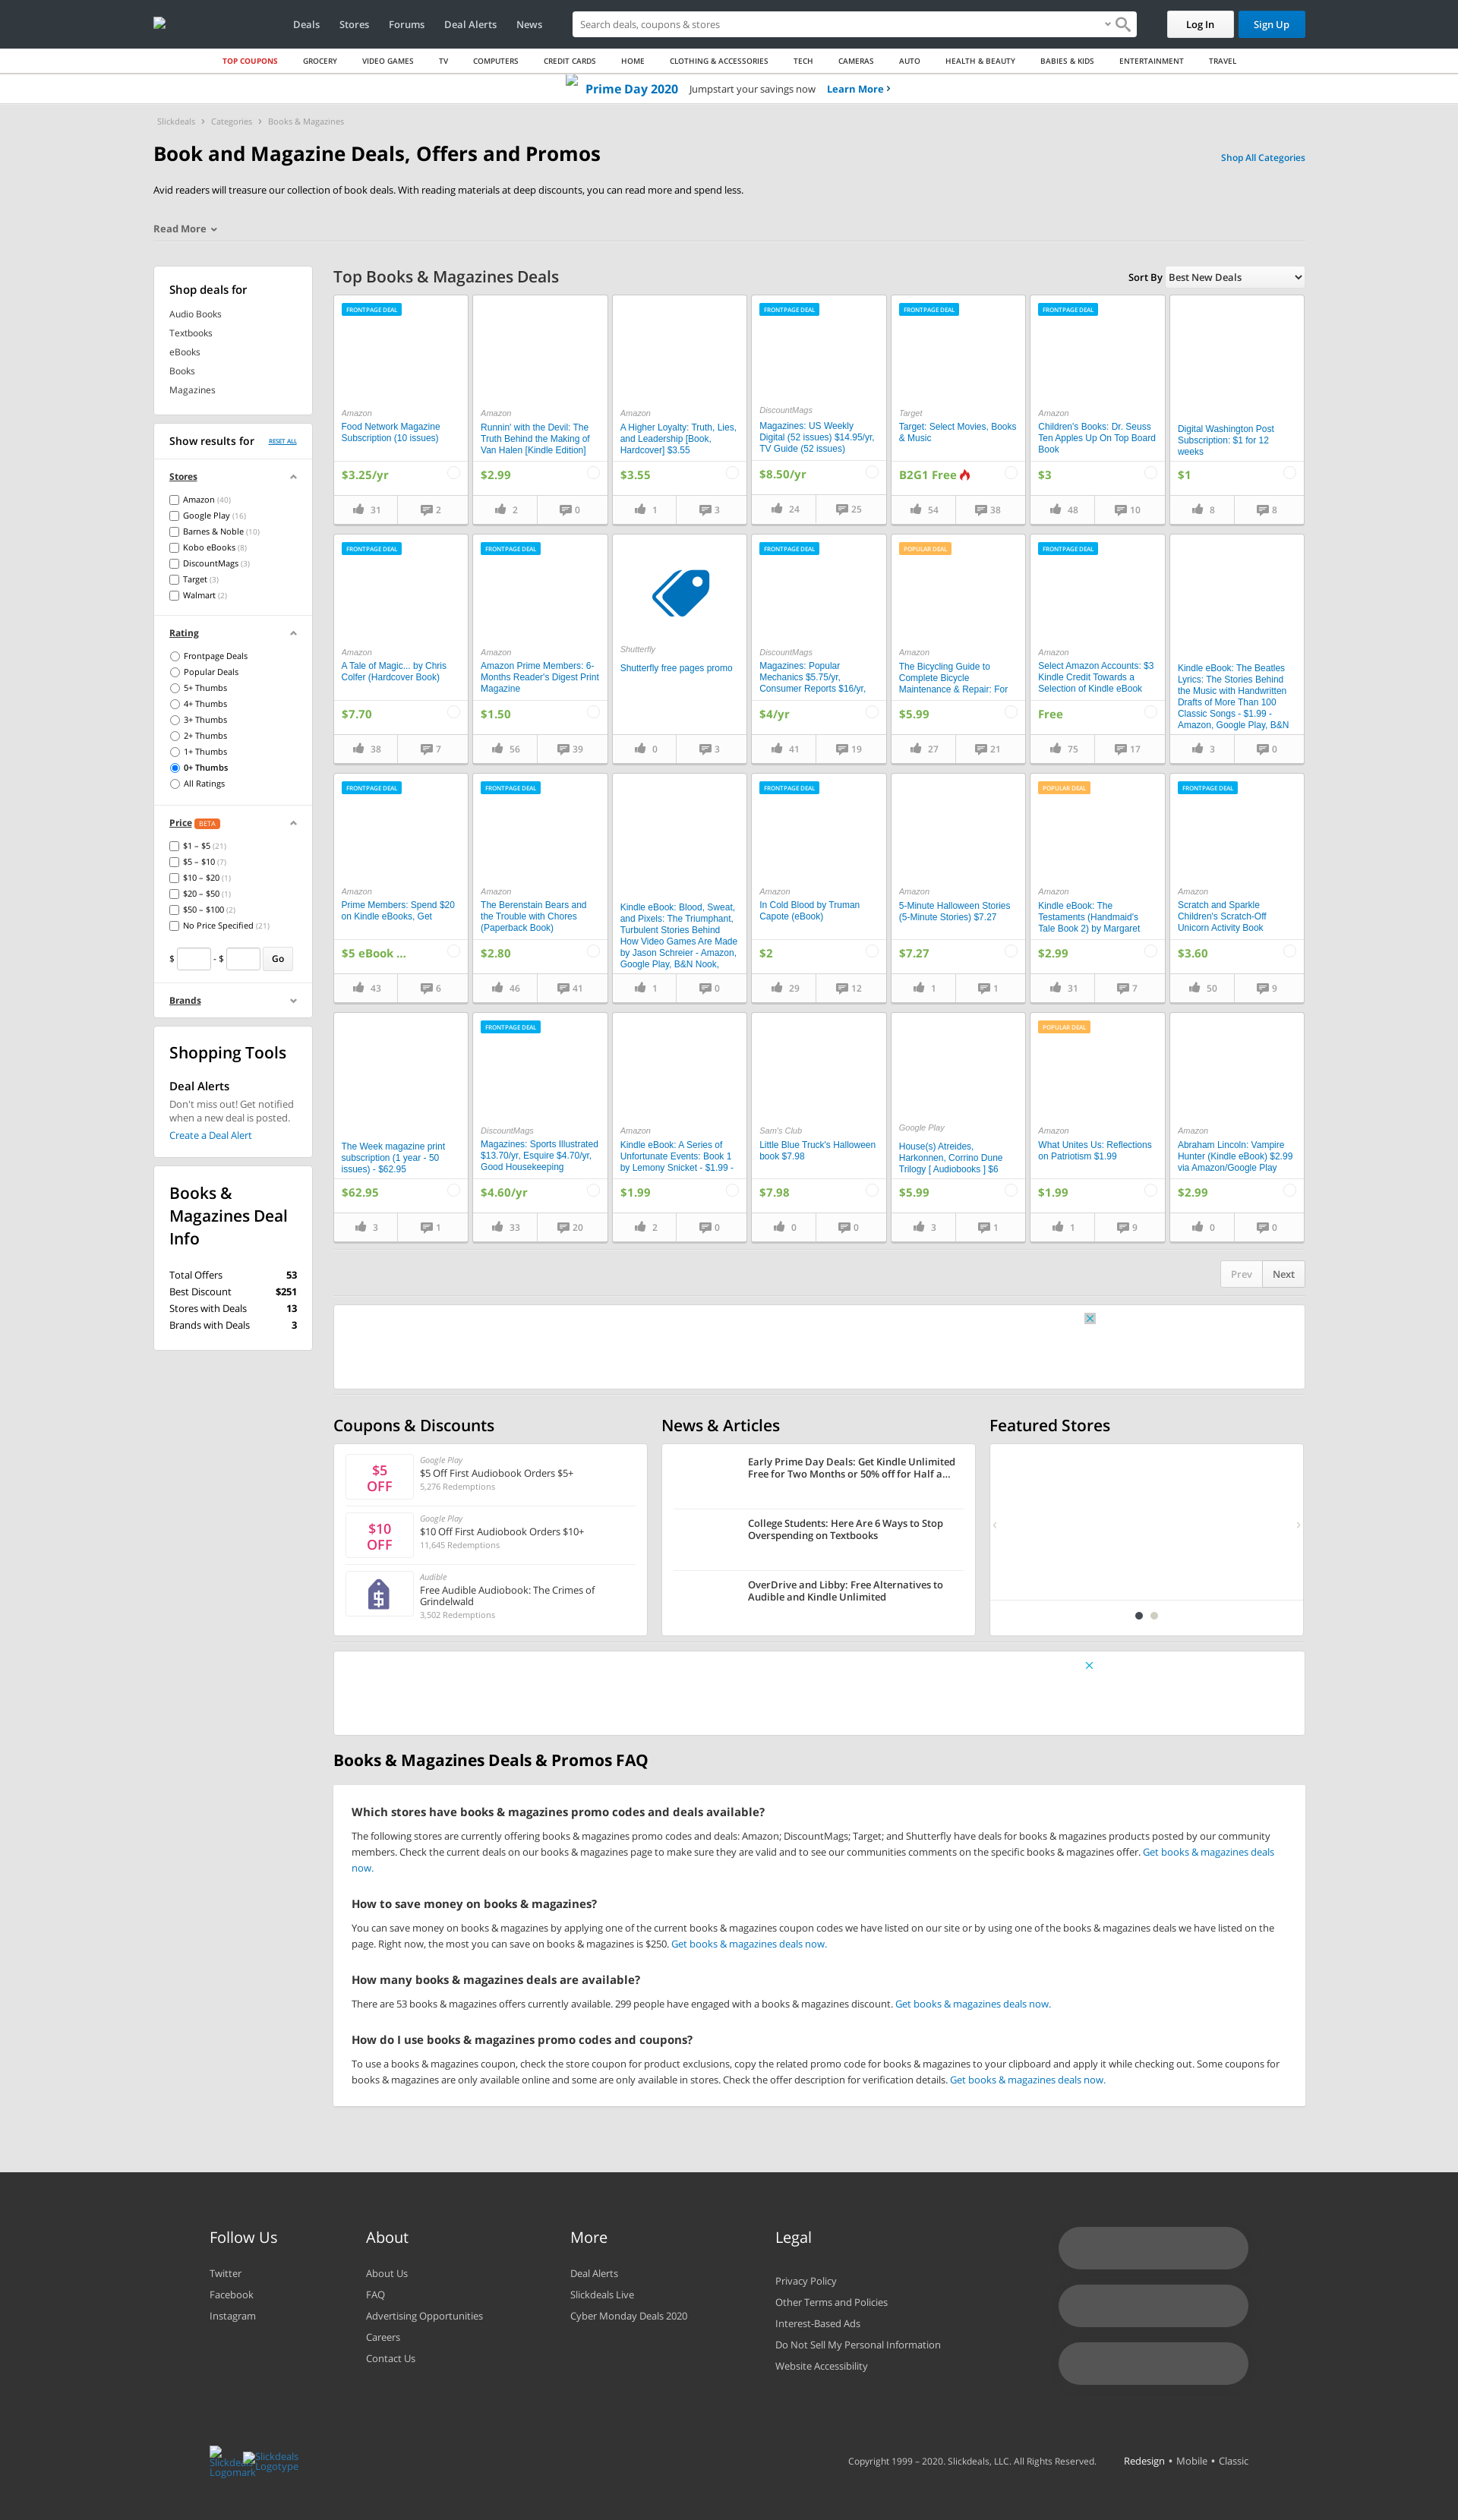 Deals
Stores
Forums
Deal Alerts
News
Search deals, coupons & stores
Log In
Sign Up
TOP COUPONS
GROCERY
VIDEO GAMES
TV
COMPUTERS
CREDIT CARDS
HOME
CLOTHING & ACCESSORIES
TECH
CAMERAS
AUTO
HEALTH & BEAUTY
BABIES & KIDS
ENTERTAINMENT
TRAVEL
Prime Day 2020
Jumpstart your savings now
Learn More
Slickdeals
Categories
Books & Magazines
Book and Magazine Deals, Offers and Promos
Shop All Categories
Avid readers will treasure our collection of book deals. With reading materials at deep discounts, you can read more and spend less.
Read More
Shop deals for
Audio Books
Textbooks
eBooks
Books
Magazines
Show results for
RESET ALL
Stores
Amazon (40)
Google Play (16)
Barnes & Noble (10)
Kobo eBooks (8)
DiscountMags (3)
Target (3)
Walmart (2)
Rating
Frontpage Deals
Popular Deals
5+ Thumbs
4+ Thumbs
3+ Thumbs
2+ Thumbs
1+ Thumbs
0+ Thumbs
All Ratings
Price BETA
$1 – $5 (21)
$5 – $10 (7)
$10 – $20 (1)
$20 – $50 (1)
$50 – $100 (2)
No Price Specified (21)
$ - $ Go
Brands
Shopping Tools
Deal Alerts
Don't miss out! Get notified
when a new deal is posted.
Create a Deal Alert
Books &
Magazines Deal
Info
Total Offers 53
Best Discount $251
Stores with Deals 13
Brands with Deals 3
Top Books & Magazines Deals
Sort By Best New Deals
FRONTPAGE DEAL
Amazon
Food Network Magazine
Subscription (10 issues)
$3.25/yr
31
2
Amazon
Runnin' with the Devil: The
Truth Behind the Making of
Van Halen [Kindle Edition]
$2.99
2
0
Amazon
A Higher Loyalty: Truth, Lies,
and Leadership [Book,
Hardcover] $3.55
$3.55
1
3
FRONTPAGE DEAL
DiscountMags
Magazines: US Weekly
Digital (52 issues) $14.95/yr,
TV Guide (52 issues)
$8.50/yr
24
25
FRONTPAGE DEAL
Target
Target: Select Movies, Books
& Music
B2G1 Free
54
38
FRONTPAGE DEAL
Amazon
Children's Books: Dr. Seuss
Ten Apples Up On Top Board
Book
$3
48
10
Digital Washington Post
Subscription: $1 for 12
weeks
$1
8
8
FRONTPAGE DEAL
Amazon
A Tale of Magic... by Chris
Colfer (Hardcover Book)
$7.70
38
7
FRONTPAGE DEAL
Amazon
Amazon Prime Members: 6-
Months Reader's Digest Print
Magazine
$1.50
56
39
Shutterfly
Shutterfly free pages promo
0
3
FRONTPAGE DEAL
DiscountMags
Magazines: Popular
Mechanics $5.75/yr,
Consumer Reports $16/yr,
$4/yr
41
19
POPULAR DEAL
Amazon
The Bicycling Guide to
Complete Bicycle
Maintenance & Repair: For
$5.99
27
21
FRONTPAGE DEAL
Amazon
Select Amazon Accounts: $3
Kindle Credit Towards a
Selection of Kindle eBook
Free
75
17
Kindle eBook: The Beatles
Lyrics: The Stories Behind
the Music with Handwritten
Drafts of More Than 100
Classic Songs - $1.99 -
Amazon, Google Play, B&N
3
0
FRONTPAGE DEAL
Amazon
Prime Members: Spend $20
on Kindle eBooks, Get
$5 eBook ...
43
6
FRONTPAGE DEAL
Amazon
The Berenstain Bears and
the Trouble with Chores
(Paperback Book)
$2.80
46
41
Kindle eBook: Blood, Sweat,
and Pixels: The Triumphant,
Turbulent Stories Behind
How Video Games Are Made
by Jason Schreier - Amazon,
Google Play, B&N Nook,
1
0
FRONTPAGE DEAL
Amazon
In Cold Blood by Truman
Capote (eBook)
$2
29
12
Amazon
5-Minute Halloween Stories
(5-Minute Stories) $7.27
$7.27
1
1
POPULAR DEAL
Amazon
Kindle eBook: The
Testaments (Handmaid's
Tale Book 2) by Margaret
$2.99
31
7
FRONTPAGE DEAL
Amazon
Scratch and Sparkle
Children's Scratch-Off
Unicorn Activity Book
$3.60
50
9
The Week magazine print
subscription (1 year - 50
issues) - $62.95
$62.95
3
1
FRONTPAGE DEAL
DiscountMags
Magazines: Sports Illustrated
$13.70/yr, Esquire $4.70/yr,
Good Housekeeping
$4.60/yr
33
20
Amazon
Kindle eBook: A Series of
Unfortunate Events: Book 1
by Lemony Snicket - $1.99 -
$1.99
2
0
Sam's Club
Little Blue Truck's Halloween
book $7.98
$7.98
0
0
Google Play
House(s) Atreides,
Harkonnen, Corrino Dune
Trilogy [ Audiobooks ] $6
$5.99
3
1
POPULAR DEAL
Amazon
What Unites Us: Reflections
on Patriotism $1.99
$1.99
1
9
Amazon
Abraham Lincoln: Vampire
Hunter (Kindle eBook) $2.99
via Amazon/Google Play
$2.99
0
0
Prev
Next
Coupons & Discounts
$5
OFF
Google Play
$5 Off First Audiobook Orders $5+
5,276 Redemptions
$10
OFF
Google Play
$10 Off First Audiobook Orders $10+
11,645 Redemptions
Audible
Free Audible Audiobook: The Crimes of
Grindelwald
3,502 Redemptions
News & Articles
Early Prime Day Deals: Get Kindle Unlimited
Free for Two Months or 50% off for Half a...
College Students: Here Are 6 Ways to Stop
Overspending on Textbooks
OverDrive and Libby: Free Alternatives to
Audible and Kindle Unlimited
Featured Stores
Books & Magazines Deals & Promos FAQ
Which stores have books & magazines promo codes and deals available?
The following stores are currently offering books & magazines promo codes and deals: Amazon; DiscountMags; Target; and Shutterfly have deals for books & magazines products posted by our community
members. Check the current deals on our books & magazines page to make sure they are valid and to see our communities comments on the specific books & magazines offer. Get books & magazines deals
now.
How to save money on books & magazines?
You can save money on books & magazines by applying one of the current books & magazines coupon codes we have listed on our site or by using one of the books & magazines deals we have listed on the
page. Right now, the most you can save on books & magazines is $250. Get books & magazines deals now.
How many books & magazines deals are available?
There are 53 books & magazines offers currently available. 299 people have engaged with a books & magazines discount. Get books & magazines deals now.
How do I use books & magazines promo codes and coupons?
To use a books & magazines coupon, check the store coupon for product exclusions, copy the related promo code for books & magazines to your clipboard and apply it while checking out. Some coupons for
books & magazines are only available online and some are only available in stores. Check the offer description for verification details. Get books & magazines deals now.
Follow Us
Twitter
Facebook
Instagram
About
About Us
FAQ
Advertising Opportunities
Careers
Contact Us
More
Deal Alerts
Slickdeals Live
Cyber Monday Deals 2020
Legal
Privacy Policy
Other Terms and Policies
Interest-Based Ads
Do Not Sell My Personal Information
Website Accessibility
Slickdeals
Logomark
Slickdeals
Logotype
Copyright 1999 – 2020. Slickdeals, LLC. All Rights Reserved.
Redesign • Mobile • Classic